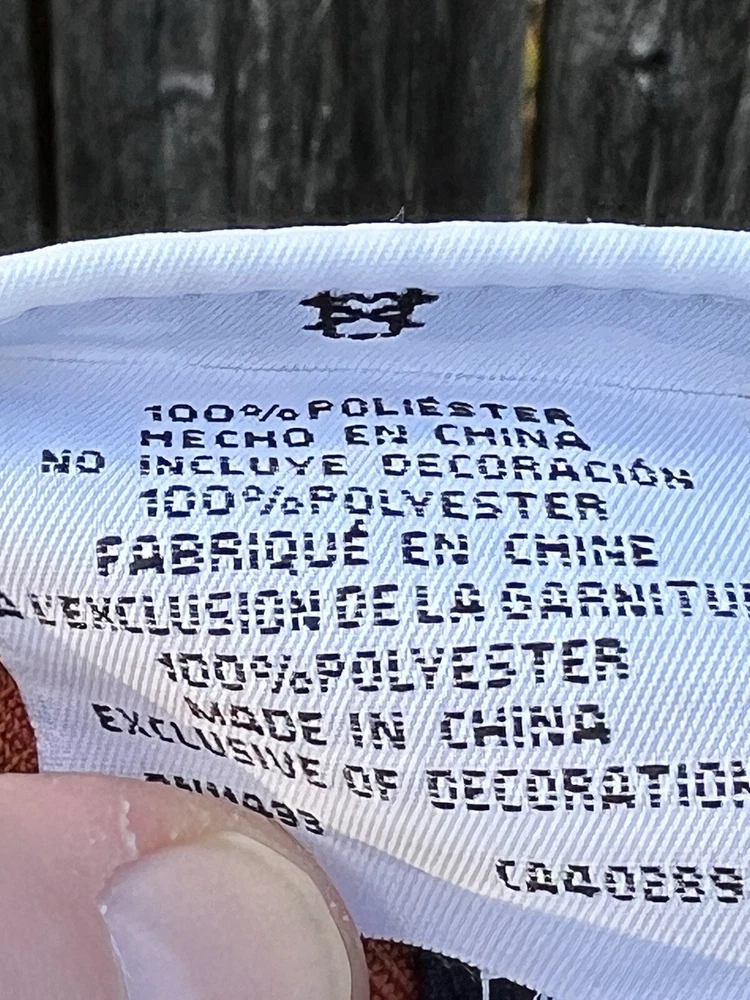 100% POLIÉSTER
HECHO EN CHINA
NO INCLUYE DECORACIÓN
100% POLYESTER
FABRIQUÉ EN CHINE
À L'EXCLUSION DE LA GARNITU
100% POLYESTER
MADE IN CHINA
EXCLUSIVE OF DECORATION